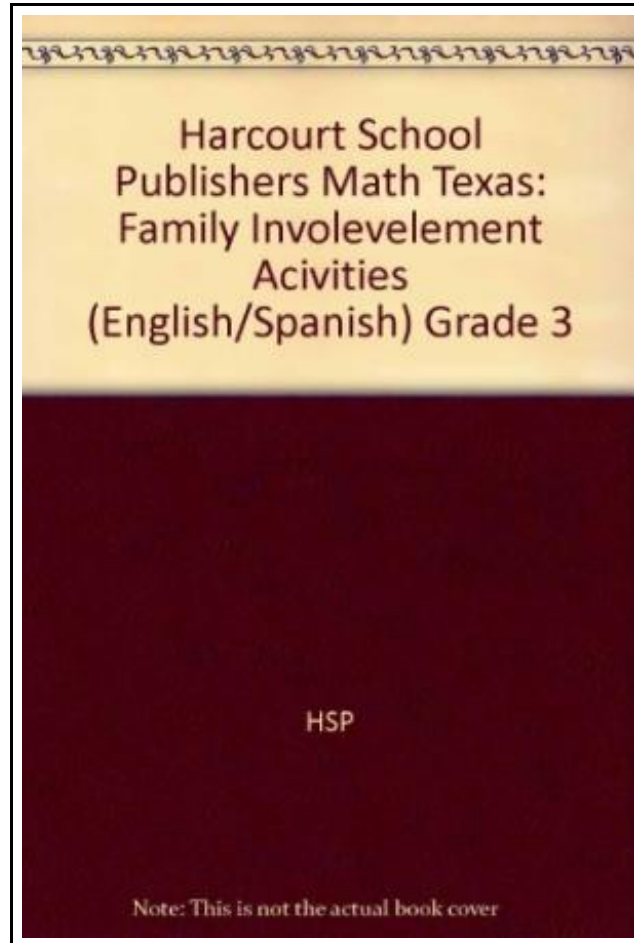 Harcourt School
Publishers Math Texas:
Family Involevelement
Acivities
(English/Spanish) Grade 3
HSP
Note: This is not the actual book cover